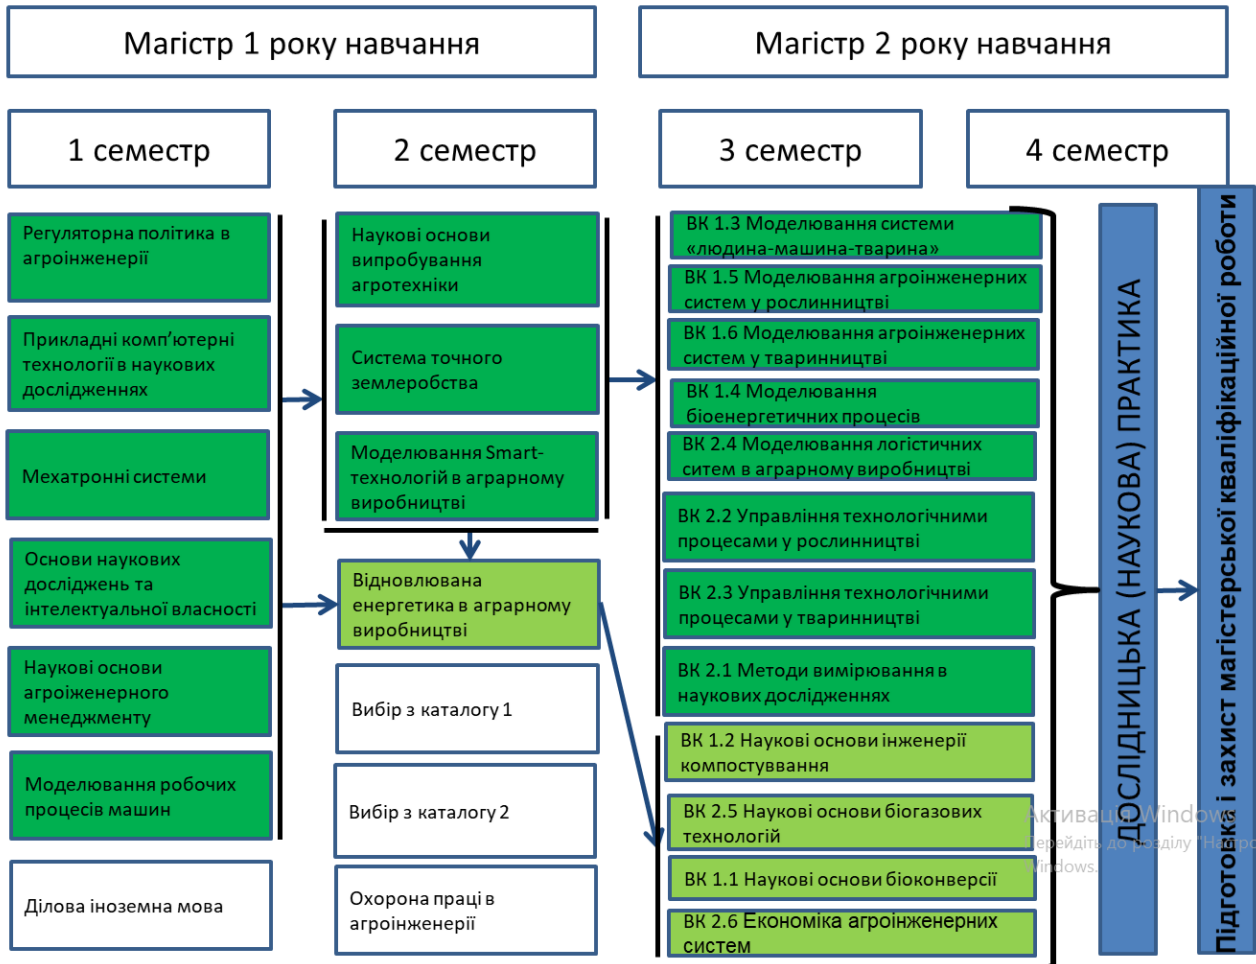 Магістр 1 року навчання
Магістр 2 року навчання
1 семестр
2 семестр
3 семестр
4 семестр
Регуляторна політика в
агроінженерії
Прикладні комп’ютерні
технології в наукових
дослідженнях
Мехатронні системи
Основи наукових
досліджень та
інтелектуальної власності
Наукові основи
агроіженерного
менеджменту
Моделювання робочих
процесів машин
Ділова іноземна мова
Наукові основи
випробування
агротехніки
Система точного
землеробства
Моделювання Smart-
технологій в аграрному
виробництві
Відновлювана
енергетика в аграрному
виробництві
Вибір з каталогу 1
Вибір з каталогу 2
Охорона праці в
агроінженерії
ВК 1.3 Моделювання системи
«людина-машина-тварина»
ВК 1.5 Моделювання агроінженерних
систем у рослинництві
ВК 1.6 Моделювання агроінженерних
систем у тваринництві
ВК 1.4 Моделювання
біоенергетичних процесів
ВК 2.4 Моделювання логістичних
ситем в аграрному виробництві
ВК 2.2 Управління технологічними
процесами у рослинництві
ВК 2.3 Управління технологічними
процесами у тваринництві
ВК 2.1 Методи вимірювання в
наукових дослідженнях
ВК 1.2 Наукові основи інженерії
компостуввання
ВК 2.5 Наукові основи біогазових
технологій
ВК 1.1 Наукові основи біоконверсії
ВК 2.6 Економіка агроінженерних
систем
ДОСЛІДНИЦЬКА (НАУКОВА) ПРАКТИКА
Підготовка і захист магістерської кваліфікаційної роботи
Активація Windows
Перейдіть до розділу "Настро
Windows.